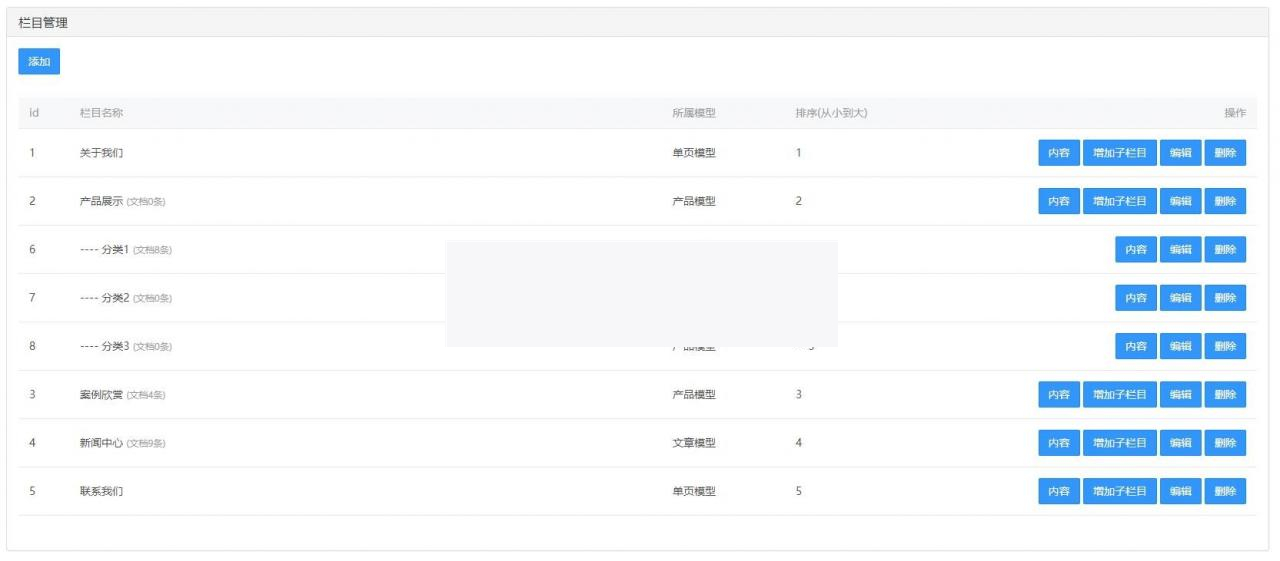 栏目管理
添加
id 栏目名称 所属模型 排序(从小到大) 操作
1 关于我们 单页模型 1 内容 增加子栏目 编辑 删除
2 产品展示 (文档0条) 产品模型 2 内容 增加子栏目 编辑 删除
6 ---- 分类1 (文档8条) 内容 编辑 删除
7 ---- 分类2 (文档0条) 内容 编辑 删除
8 ---- 分类3 (文档0条) 内容 编辑 删除
3 案例欣赏 (文档4条) 产品模型 3 内容 增加子栏目 编辑 删除
4 新闻中心 (文档9条) 文章模型 4 内容 增加子栏目 编辑 删除
5 联系我们 单页模型 5 内容 增加子栏目 编辑 删除